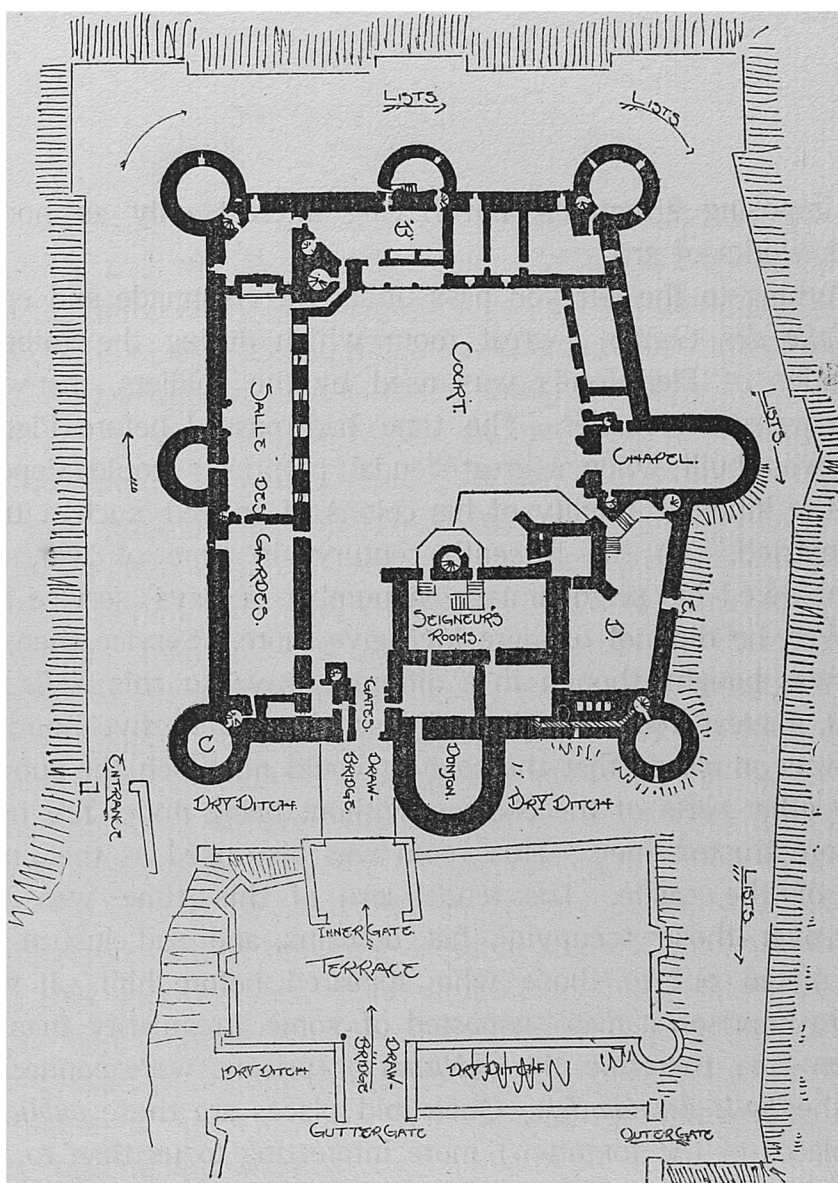 LISTS
LISTS
B
COURT
SALLE
DES
GARDES.
LISTS
CHAPEL
E
SEIGNEUR'S
ROOMS.
D
GATES.
C
DRAW-
BRIDGE
DONJON
ENTRANCE
DRY DITCH
DRY DITCH
LISTS
INNER GATE
TERRACE
DRY DITCH
DRAW-
BRIDGE
DRY DITCH
GUTTER GATE
OUTER GATE